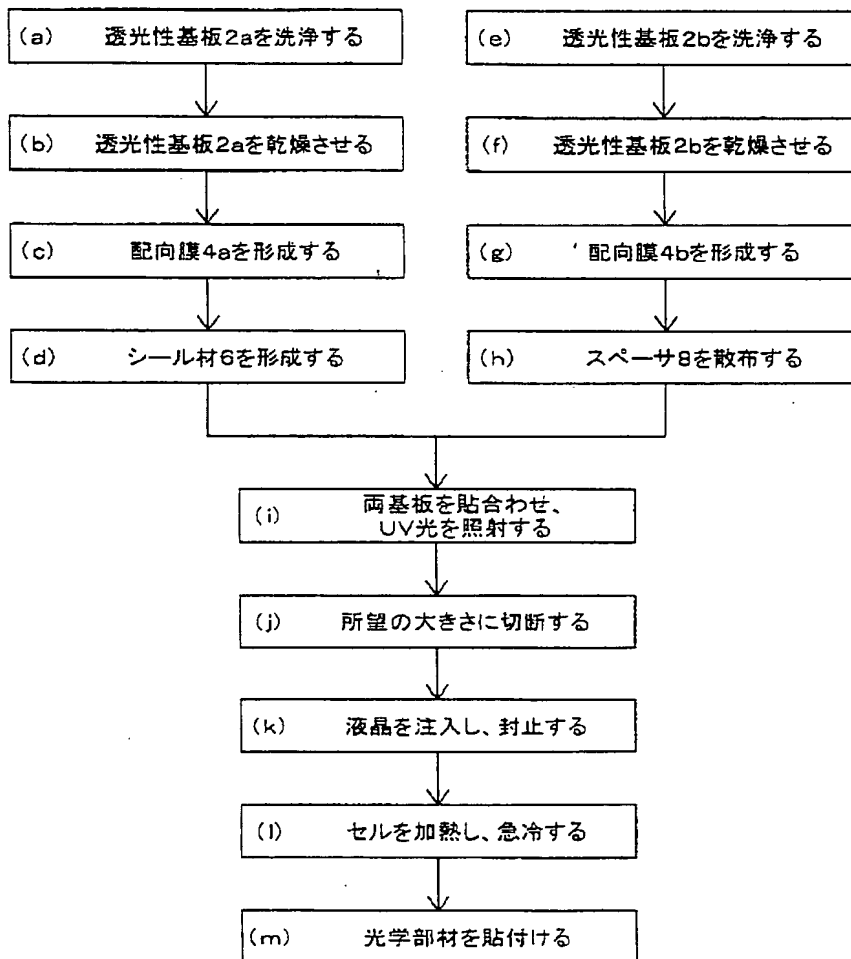 (a) 透光性基板2aを洗浄する
(b) 透光性基板2aを乾燥させる
(c) 配向膜4aを形成する
(d) シール材6を形成する
(e) 透光性基板2bを洗浄する
(f) 透光性基板2bを乾燥させる
(g) 配向膜4bを形成する
(h) スペーサ8を散布する
(i) 両基板を貼合わせ、
UV光を照射する
(j) 所望の大きさに切断する
(k) 液晶を注入し、封止する
(l) セルを加熱し、急冷する
(m) 光学部材を貼付ける